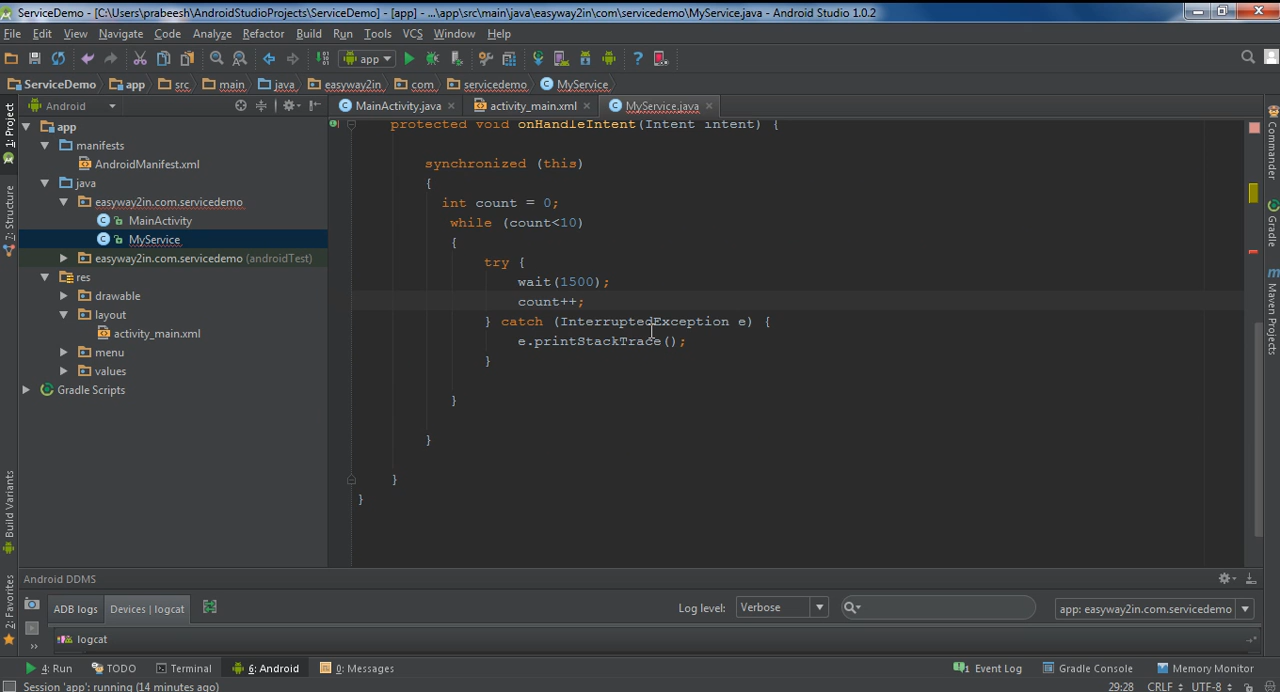 ServiceDemo - [C:\Users\prabeesh\AndroidStudioProjects\ServiceDemo] - [app] - ...\app\src\main\java\easyway2in\com\servicedemo\MyService.java - Android Studio 1.0.2
File Edit View Navigate Code Analyze Refactor Build Run Tools VCS Window Help
app
ServiceDemo app src main java easyway2in com servicedemo MyService
Android
MainActivity.java activity_main.xml MyService.java
1: Project
7: Structure
Build Variants
2: Favorites
app
manifests
AndroidManifest.xml
java
easyway2in.com.servicedemo
MainActivity
MyService
easyway2in.com.servicedemo (androidTest)
res
drawable
layout
activity_main.xml
menu
values
Gradle Scripts
protected void onHandleIntent(Intent intent) {
synchronized (this)
{
int count = 0;
while (count<10)
{
try {
wait(1500);
count++;
} catch (InterruptedException e) {
e.printStackTrace();
}
}
}
}
}
Commander
Gradle
Maven Projects
Android DDMS
ADB logs Devices | logcat
Log level: Verbose
app: easyway2in.com.servicedemo
logcat
4: Run TODO Terminal 6: Android 0: Messages
Event Log Gradle Console Memory Monitor
Session 'app': running (14 minutes ago)
29:28 CRLF UTF-8